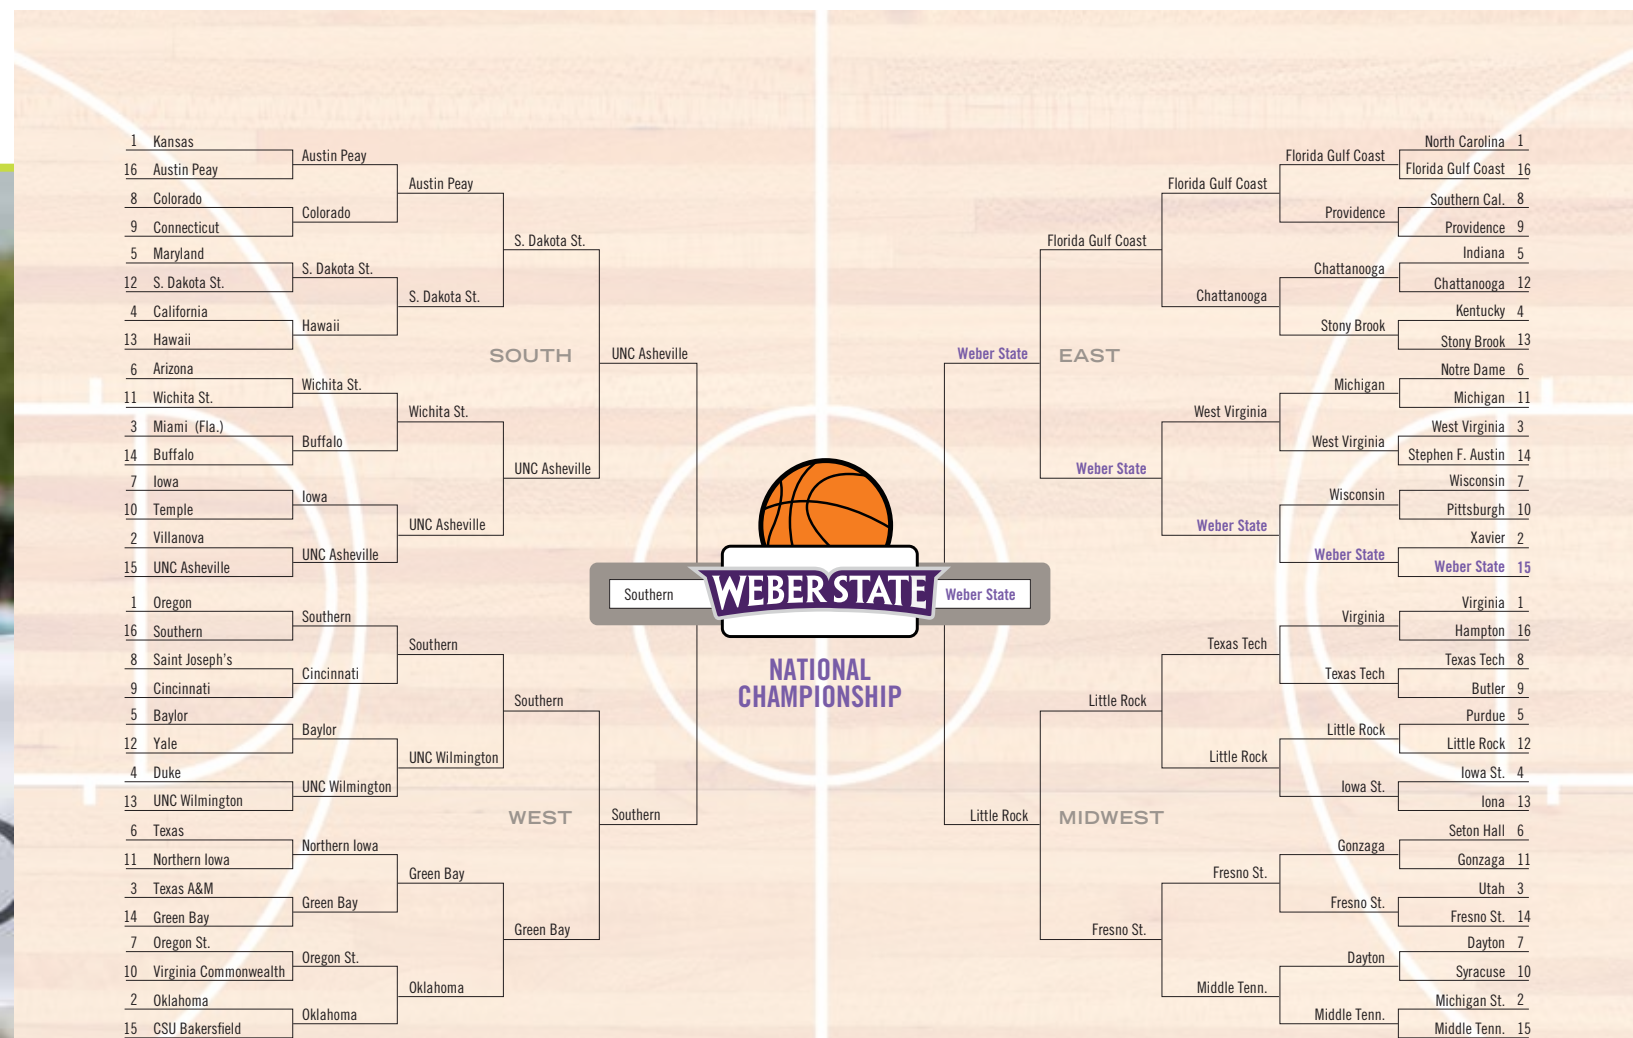 1 Kansas
16 Austin Peay
8 Colorado
9 Connecticut
5 Maryland
12 S. Dakota St.
4 California
13 Hawaii
6 Arizona
11 Wichita St.
3 Miami (Fla.)
14 Buffalo
7 Iowa
10 Temple
2 Villanova
15 UNC Asheville
1 Oregon
16 Southern
8 Saint Joseph's
9 Cincinnati
5 Baylor
12 Yale
4 Duke
13 UNC Wilmington
6 Texas
11 Northern Iowa
3 Texas A&M
14 Green Bay
7 Oregon St.
10 Virginia Commonwealth
2 Oklahoma
15 CSU Bakersfield
Austin Peay
Colorado
S. Dakota St.
Hawaii
Wichita St.
Buffalo
Iowa
UNC Asheville
Southern
Cincinnati
Baylor
UNC Wilmington
Northern Iowa
Green Bay
Oregon St.
Oklahoma
Austin Peay
S. Dakota St.
Wichita St.
UNC Asheville
Southern
UNC Wilmington
Green Bay
Oklahoma
S. Dakota St.
UNC Asheville
Southern
Green Bay
SOUTH
WEST
UNC Asheville
Southern
Southern
WEBER STATE
Weber State
NATIONAL
CHAMPIONSHIP
Weber State
Little Rock
EAST
MIDWEST
Florida Gulf Coast
Weber State
Little Rock
Fresno St.
Florida Gulf Coast
Chattanooga
West Virginia
Weber State
Texas Tech
Little Rock
Fresno St.
Middle Tenn.
Florida Gulf Coast
Providence
Chattanooga
Stony Brook
Michigan
West Virginia
Wisconsin
Weber State
Virginia
Texas Tech
Little Rock
Iowa St.
Gonzaga
Fresno St.
Dayton
Middle Tenn.
North Carolina 1
Florida Gulf Coast 16
Southern Cal. 8
Providence 9
Indiana 5
Chattanooga 12
Kentucky 4
Stony Brook 13
Notre Dame 6
Michigan 11
West Virginia 3
Stephen F. Austin 14
Wisconsin 7
Pittsburgh 10
Xavier 2
Weber State 15
Virginia 1
Hampton 16
Texas Tech 8
Butler 9
Purdue 5
Little Rock 12
Iowa St. 4
Iona 13
Seton Hall 6
Gonzaga 11
Utah 3
Fresno St. 14
Dayton 7
Syracuse 10
Michigan St. 2
Middle Tenn. 15